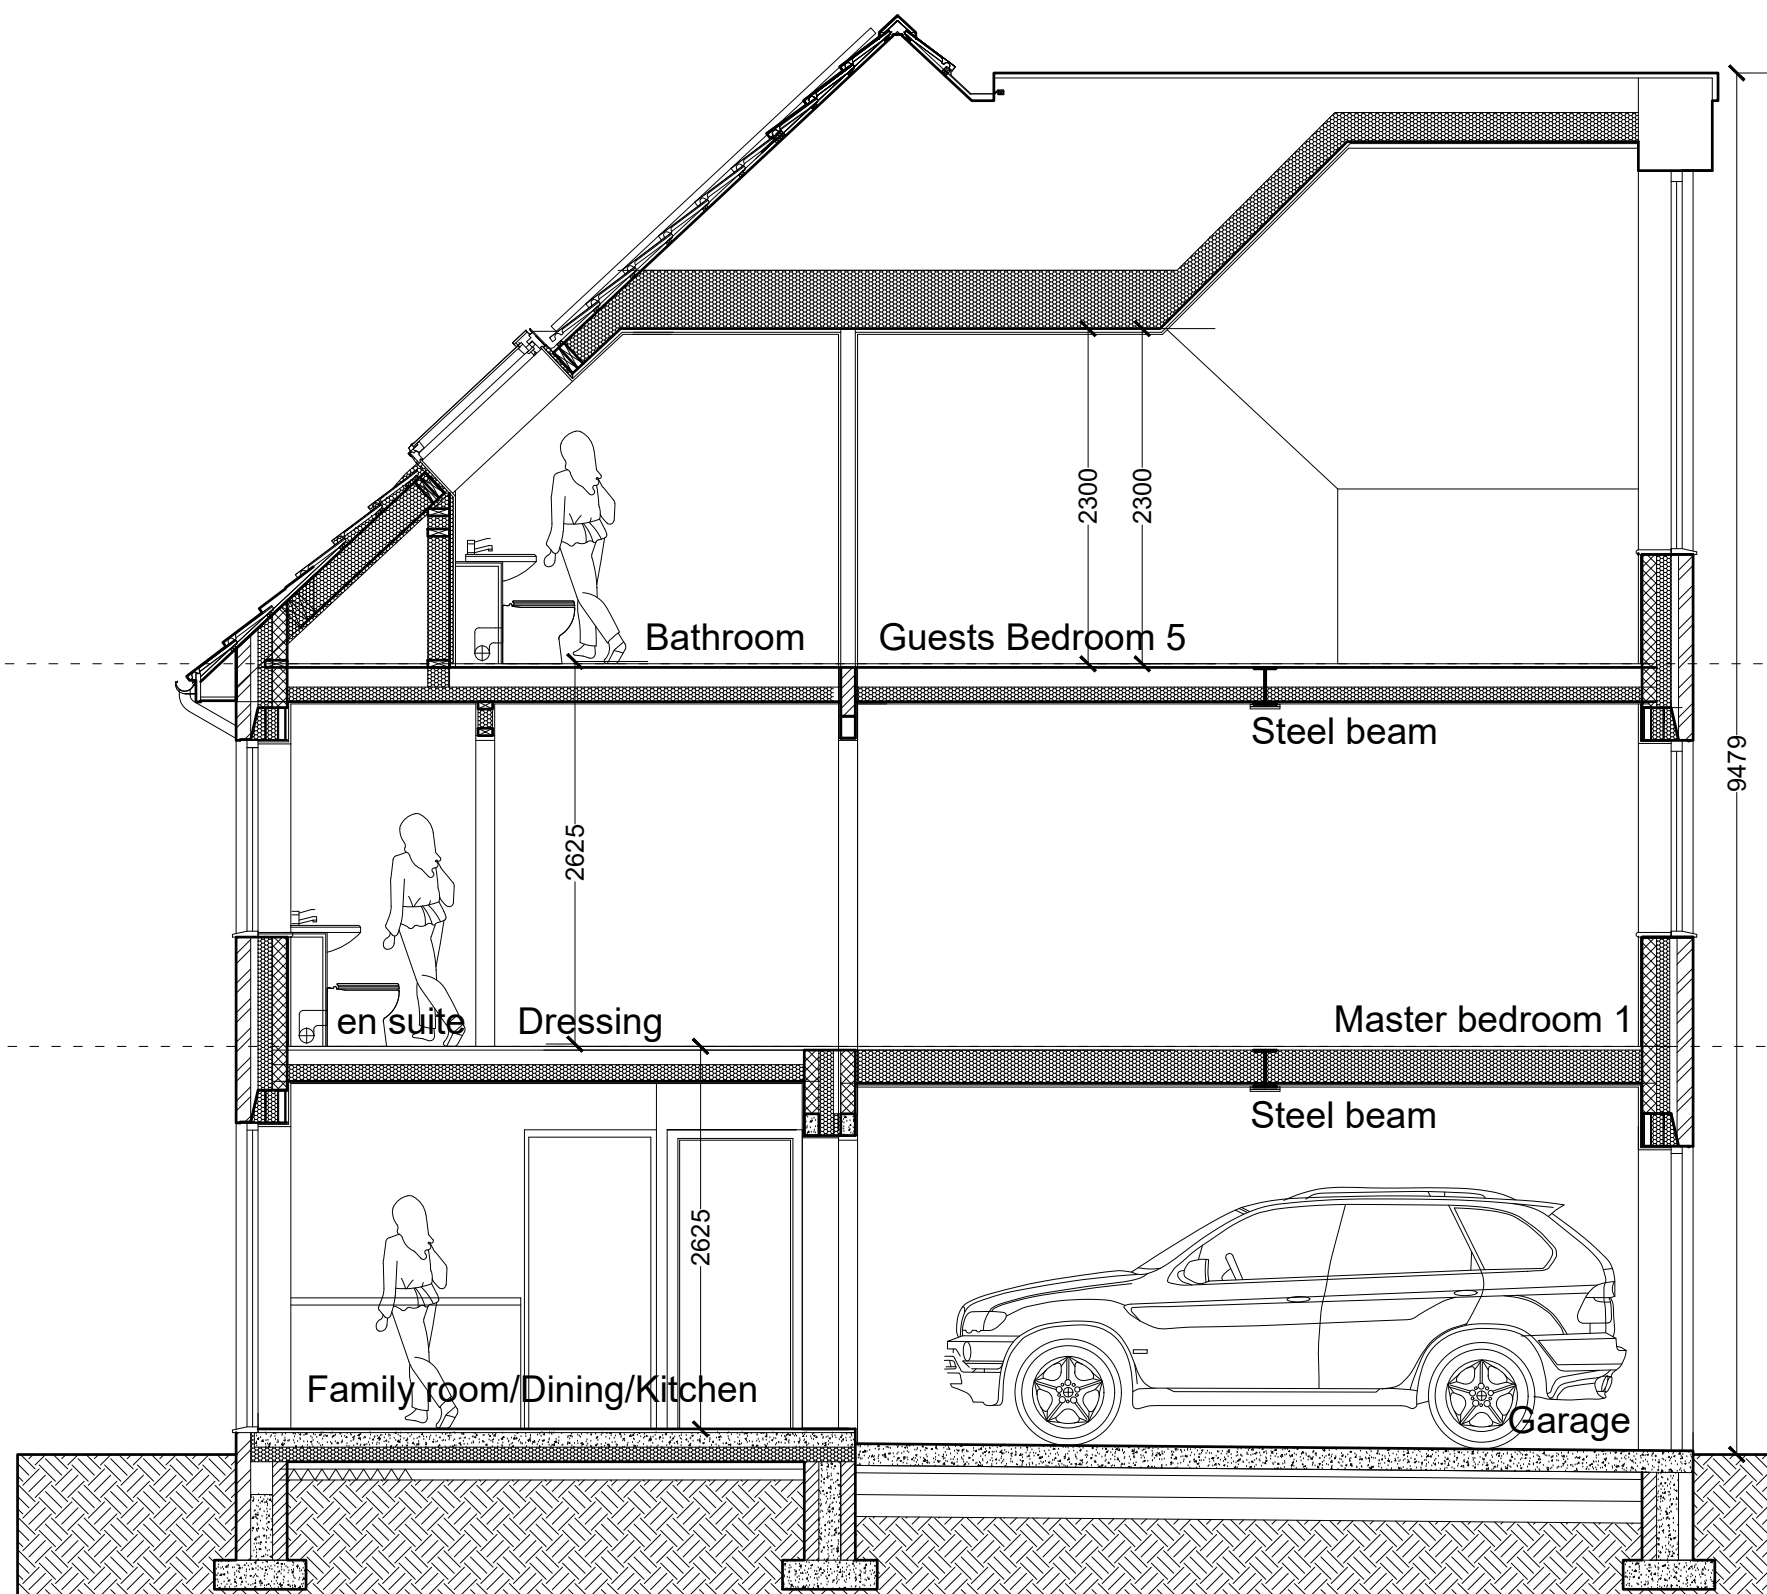 2300
2300
Bathroom
Guests Bedroom 5
Steel beam
9479
2625
en suite
Dressing
Master bedroom 1
Steel beam
2625
Family room/Dining/Kitchen
Garage